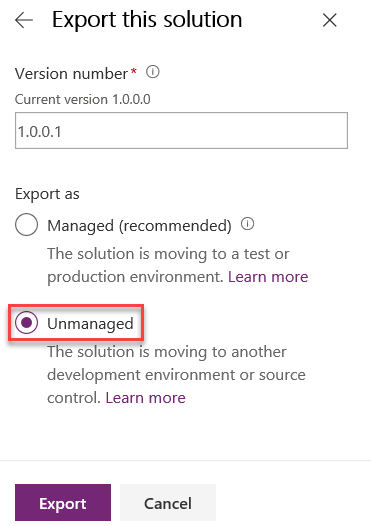 Export this solution
Version number*
Current version 1.0.0.0
1.0.0.1
Export as
Managed (recommended)
The solution is moving to a test or
production environment. Learn more
Unmanaged
The solution is moving to another
development environment or source
control. Learn more
Export Cancel